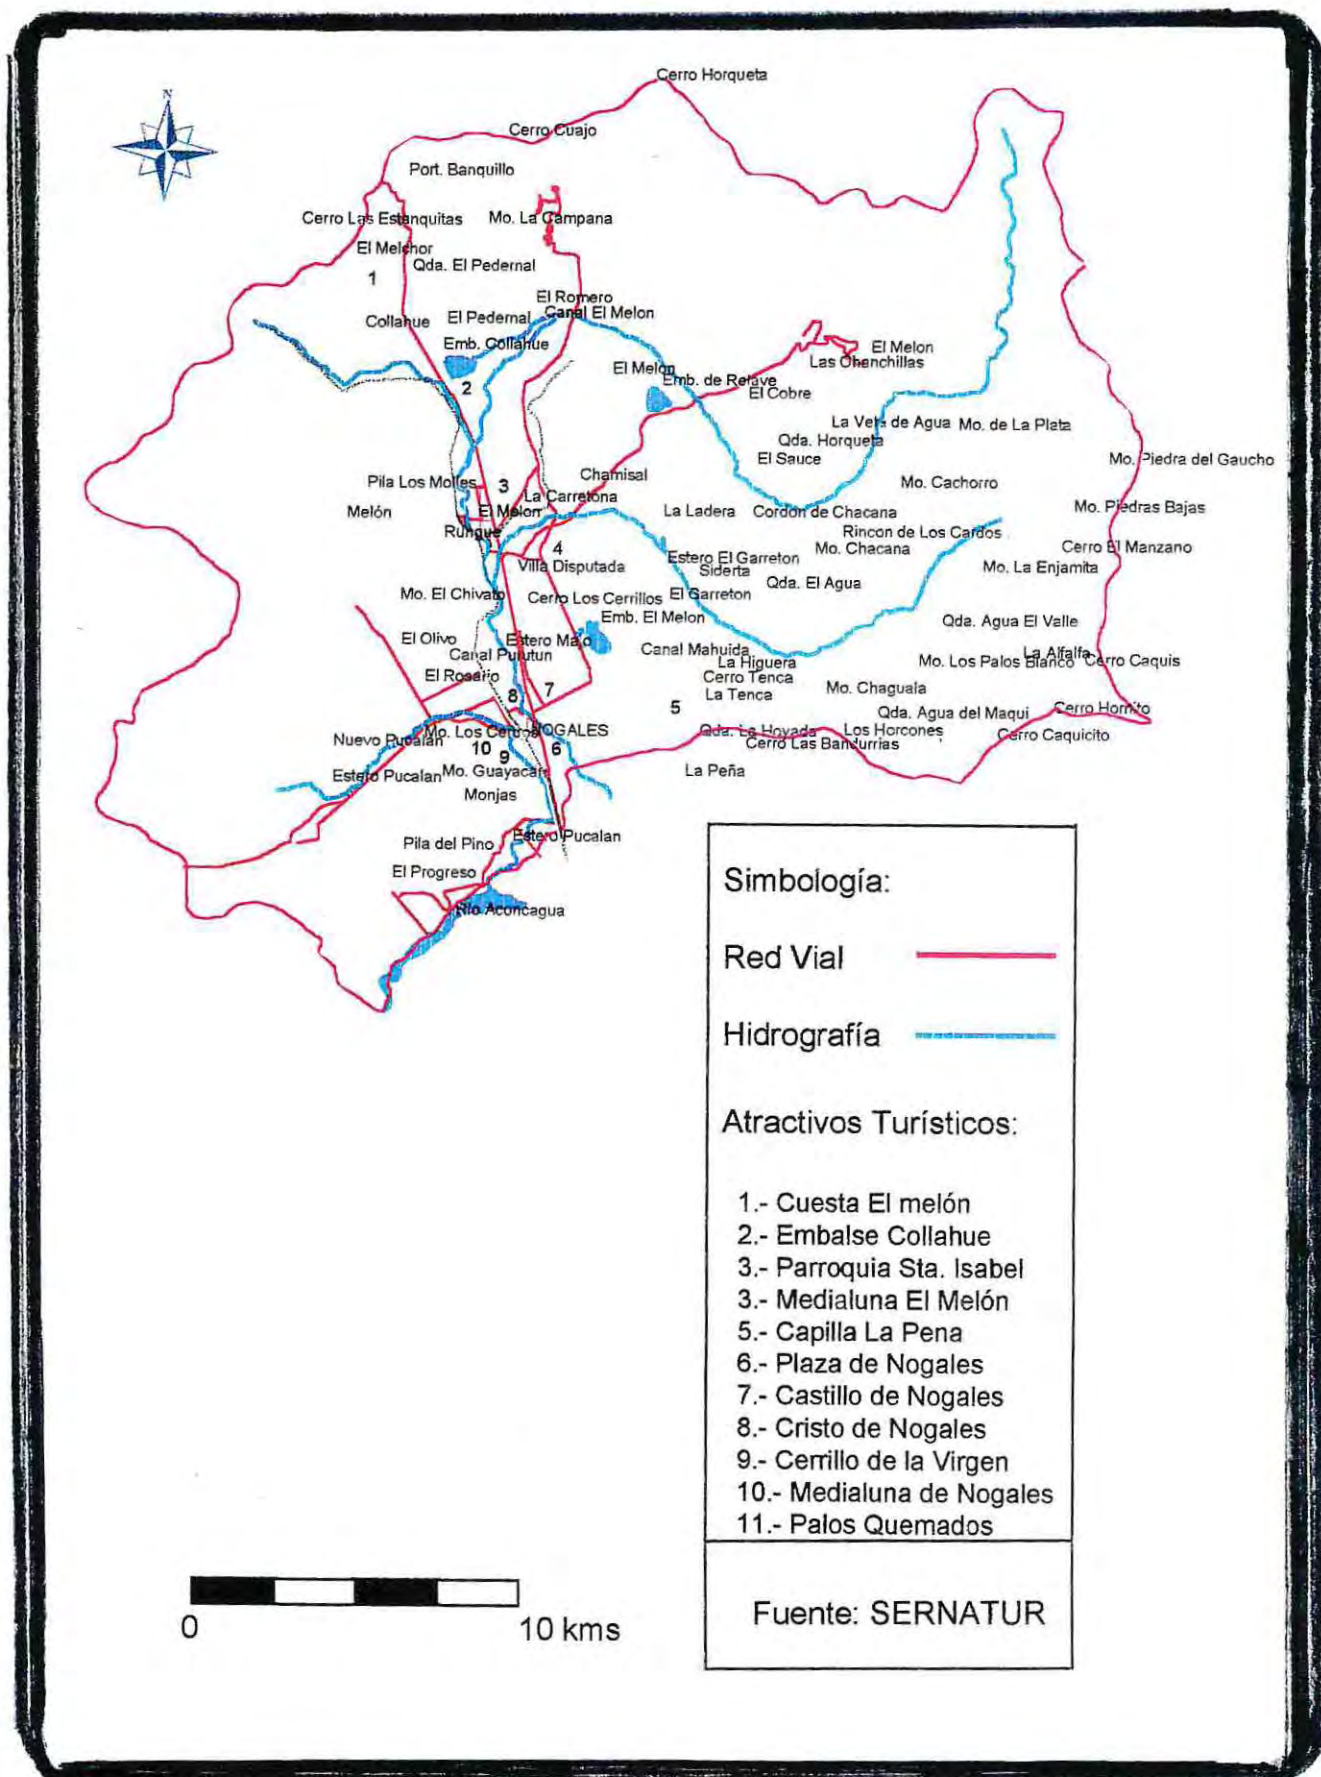 Cerro Horqueta
N
Cerro Cuajo
Port. Banquillo
Cerro Las Estanquitas
Mo. La Campana
El Melchor
1
Qda. El Pedernal
El Romero
Canal El Melon
Collahue
El Pedernal
Emb. Collahue
El Melon
Las Chenchillas
El Melon
Emb. de Relave
2
El Cobre
La Veta de Agua
Mo. de La Plata
Qda. Horqueta
El Sauce
Mo. Piedra del Gaucho
Chamisal
Pila Los Molles
3
Mo. Cachorro
La Carretona
Melón
El Melon
La Ladera
Cordon de Chacana
Mo. Piedras Bajas
Rungue
Rincon de Los Cardos
4
Mo. Chacana
Cerro El Manzano
Estero El Garreton
Villa Disputada
Siderta
Mo. La Enjamita
Qda. El Agua
Mo. El Chivato
Cerro Los Cerrillos
El Garreton
Emb. El Melon
Qda. Agua El Valle
El Olivo
Estero Majo
Canal Purutun
Canal Mahuida
La Alfalfa
La Higuera
Mo. Los Palos Blanco
Cerro Caquis
El Rosario
Cerro Tenca
8
7
La Tenca
Mo. Chaguala
5
Cerro Hornito
Qda. Agua del Maqui
Mo. Los Cerros
NOGALES
Qda. La Hoyada
Los Horcones
Nuevo Pucalan
10
6
Cerro Las Bandurrias
Cerro Caquicito
9
Estero Pucalan
Mo. Guayacan
La Peña
Monjas
Pila del Pino
Estero Pucalan
El Progreso
Río Aconcagua
Simbología:
Red Vial
Hidrografía
Atractivos Turísticos:
1.- Cuesta El melón
2.- Embalse Collahue
3.- Parroquia Sta. Isabel
3.- Medialuna El Melón
5.- Capilla La Pena
6.- Plaza de Nogales
7.- Castillo de Nogales
8.- Cristo de Nogales
9.- Cerrillo de la Virgen
10.- Medialuna de Nogales
11.- Palos Quemados
Fuente: SERNATUR
0
10 kms